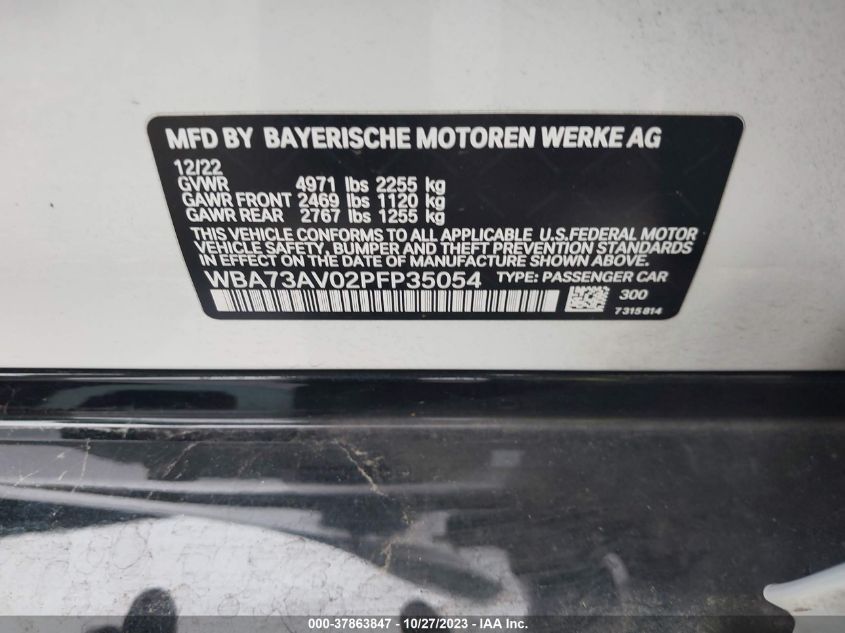 MFD BY BAYERISCHE MOTOREN WERKE AG
12/22
GVWR 4971 lbs 2255 kg
GAWR FRONT 2469 lbs 1120 kg
GAWR REAR 2767 lbs 1255 kg
THIS VEHICLE CONFORMS TO ALL APPLICABLE U.S.FEDERAL MOTOR
VEHICLE SAFETY, BUMPER AND THEFT PREVENTION STANDARDS
IN EFFECT ON THE DATE OF MANUFACTURE SHOWN ABOVE.
WBA73AV02PFP35054 TYPE: PASSENGER CAR
300
7 315 814
000-37863847 - 10/27/2023 - IAA Inc.